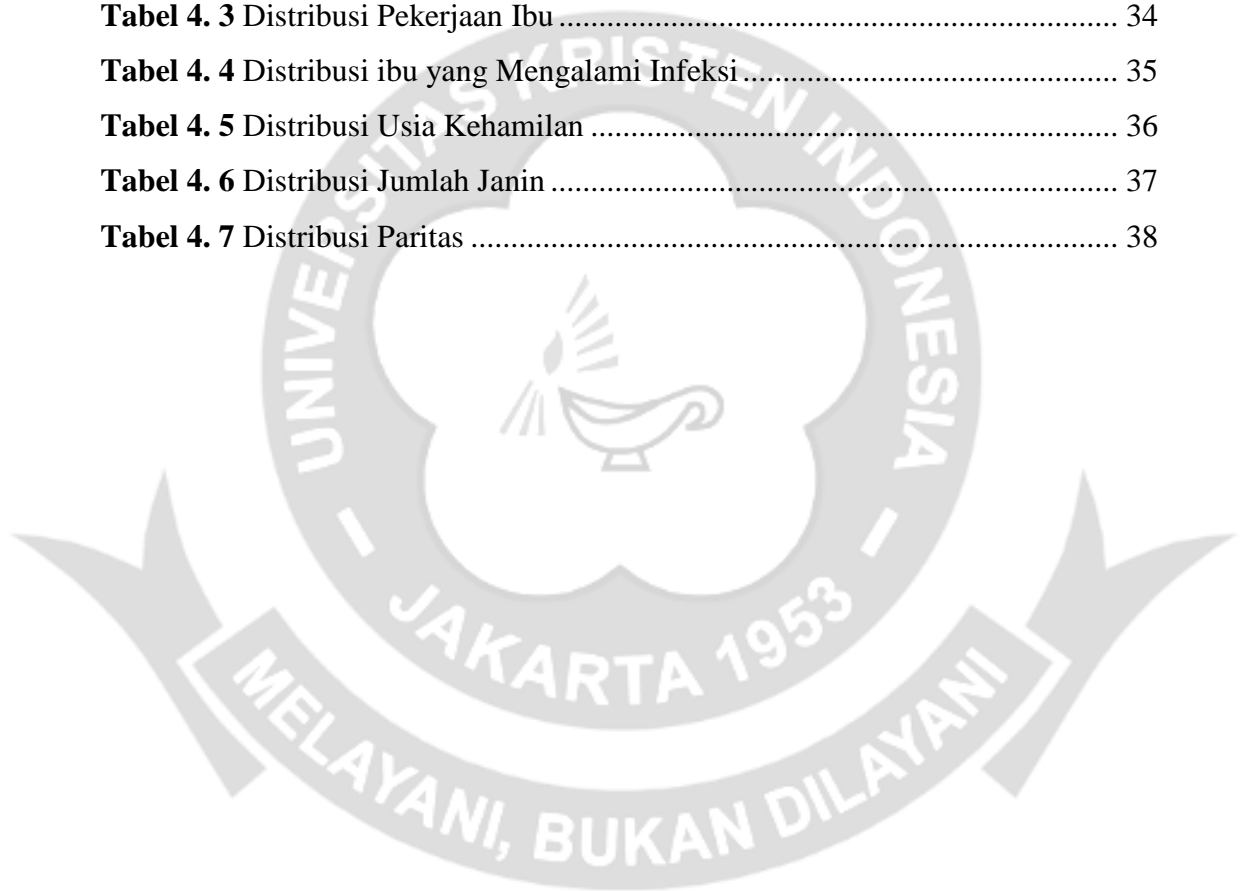 Tabel 4. 3 Distribusi Pekerjaan Ibu ........................................................................ 34
Tabel 4. 4 Distribusi ibu yang Mengalami Infeksi ................................................ 35
Tabel 4. 5 Distribusi Usia Kehamilan ................................................................... 36
Tabel 4. 6 Distribusi Jumlah Janin ........................................................................ 37
Tabel 4. 7 Distribusi Paritas .................................................................................. 38
UNIVERSITAS KRISTEN INDONESIA
- JAKARTA 1953 -
MELAYANI, BUKAN DILAYANI